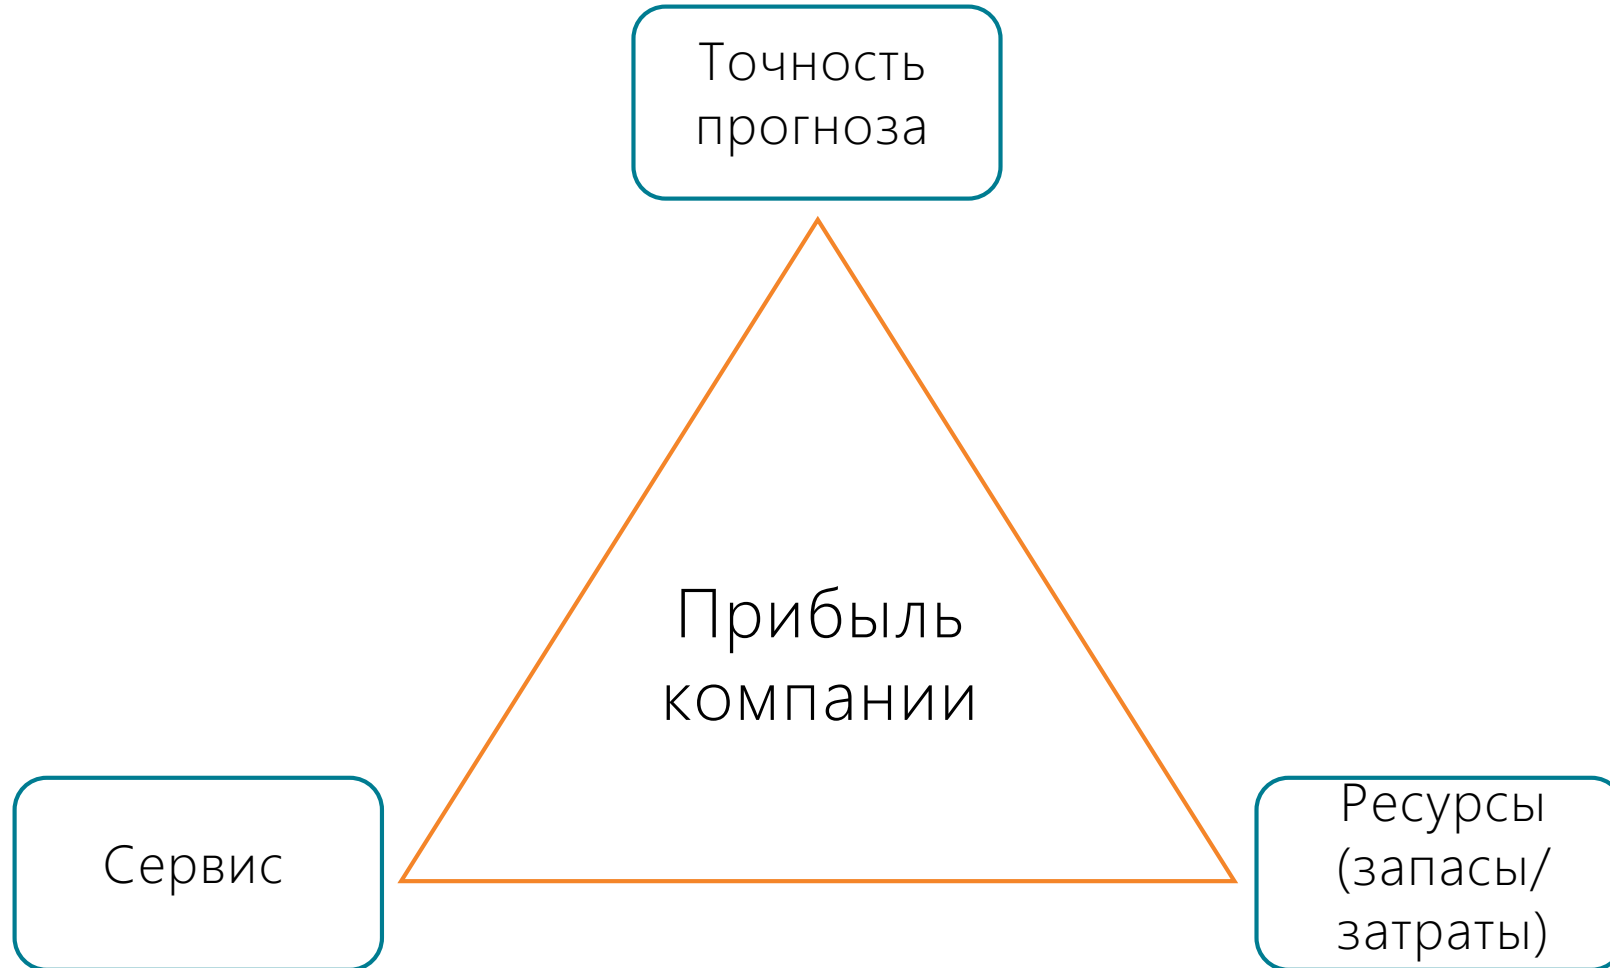 Точность
прогноза
Прибыль
компании
Сервис
Ресурсы
(запасы/
затраты)